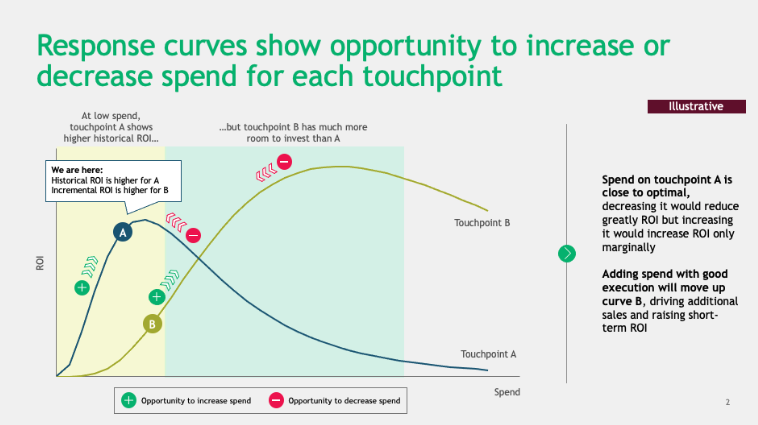 Response curves show opportunity to increase or
decrease spend for each touchpoint
Illustrative
At low spend,
touchpoint A shows
higher historical ROI…
…but touchpoint B has much more
room to invest than A
We are here:
Historical ROI is higher for A
Incremental ROI is higher for B
A
B
ROI
Touchpoint B
Touchpoint A
Spend
Opportunity to increase spend
Opportunity to decrease spend
Spend on touchpoint A is
close to optimal,
decreasing it would reduce
greatly ROI but increasing
it would increase ROI only
marginally
Adding spend with good
execution will move up
curve B, driving additional
sales and raising short-
term ROI
2